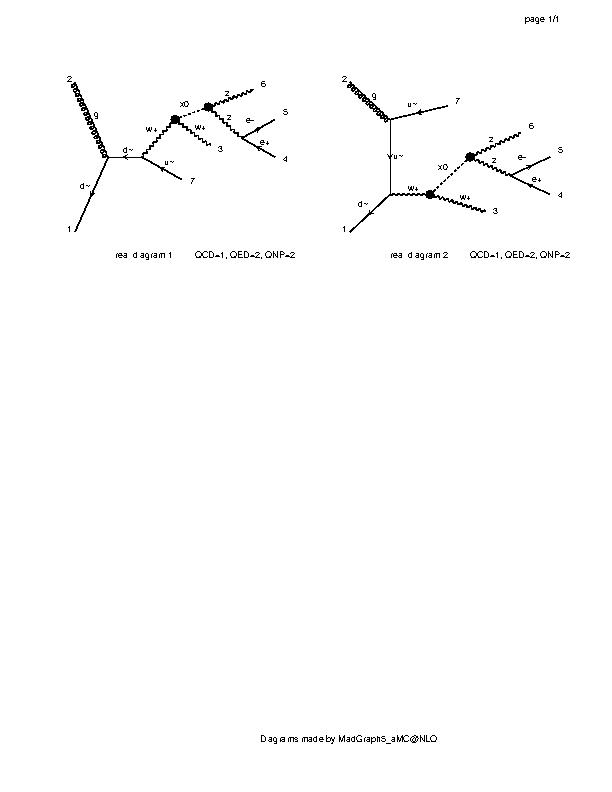 page 1/1
2
g
d~
1
d~
w+
u~
7
x0
w+
3
z
6
z
e-
5
e+
4
real diagram 1 QCD=1, QED=2, QNP=2
2
g
u~
7
u~
d~
1
w+
x0
w+
3
z
6
z
e-
5
e+
4
real diagram 2 QCD=1, QED=2, QNP=2
Diagrams made by MadGraph5_aMC@NLO